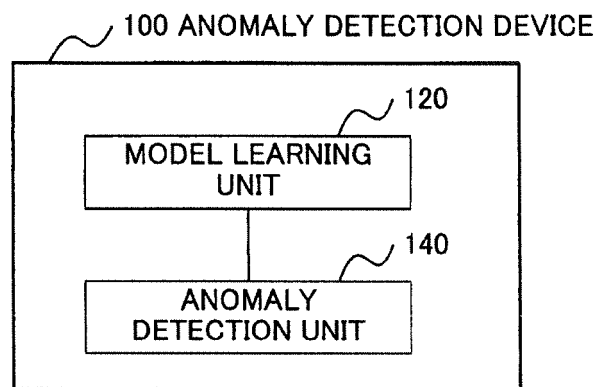 100 ANOMALY DETECTION DEVICE
120
MODEL LEARNING
UNIT
140
ANOMALY
DETECTION UNIT